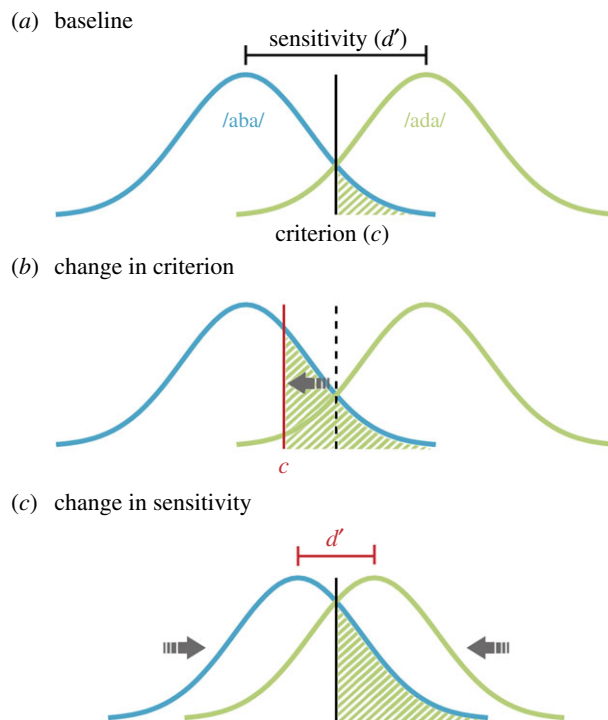 (a) baseline
sensitivity (d′)
/aba/ /ada/
criterion (c)
(b) change in criterion
c
(c) change in sensitivity
d′